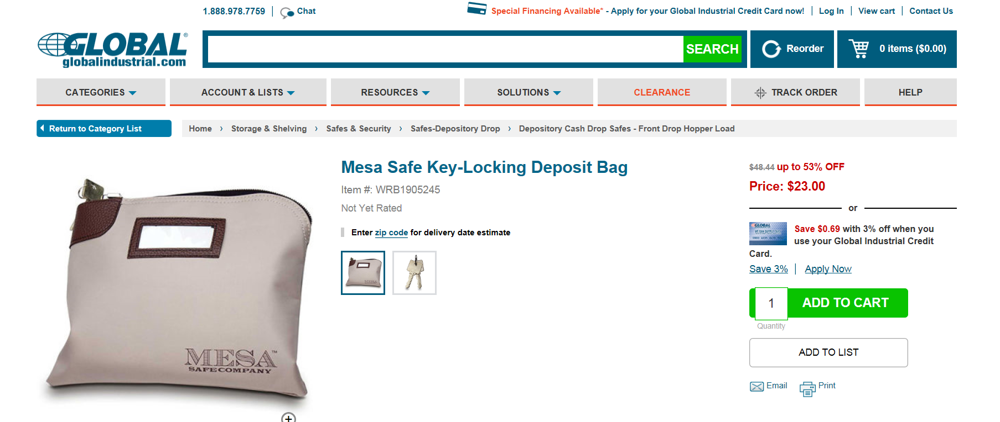 1.888.978.7759 | Chat
Special Financing Available* - Apply for your Global Industrial Credit Card now! | Log In | View cart | Contact Us
GLOBAL®
globalindustrial.com
SEARCH
Reorder
0 items ($0.00)
CATEGORIES
ACCOUNT & LISTS
RESOURCES
SOLUTIONS
CLEARANCE
TRACK ORDER
HELP
Return to Category List
Home › Storage & Shelving › Safes & Security › Safes-Depository Drop › Depository Cash Drop Safes - Front Drop Hopper Load
MESA™
SAFE COMPANY
Mesa Safe Key-Locking Deposit Bag
Item #: WRB1905245
Not Yet Rated
Enter zip code for delivery date estimate
MESA
$48.44 up to 53% OFF
Price: $23.00
or
GLOBAL
Save $0.69 with 3% off when you
use your Global Industrial Credit
Card.
Save 3% | Apply Now
1
ADD TO CART
Quantity
ADD TO LIST
Email
Print